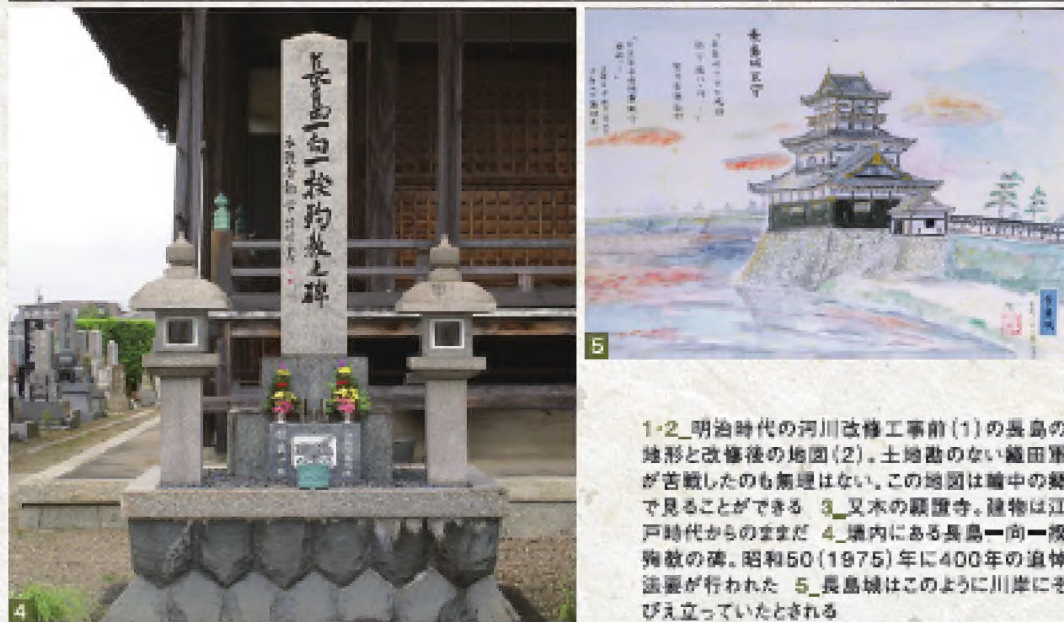 長島一向一揆殉教之碑
4
長島城天守
長島城
5
1・2_明治時代の河川改修工事前(1)の長島の
地形と改修後の地図(2)。土地勘のない織田軍
が苦戦したのも無理はない。この地図は輪中の郷
で見ることができる 3_又木の願證寺。建物は江
戸時代からのままだ 4_境内にある長島一向一揆
殉教の碑。昭和50(1975)年に400年の追悼
法要が行われた 5_長島城はこのように川岸にそ
びえ立っていたとされる